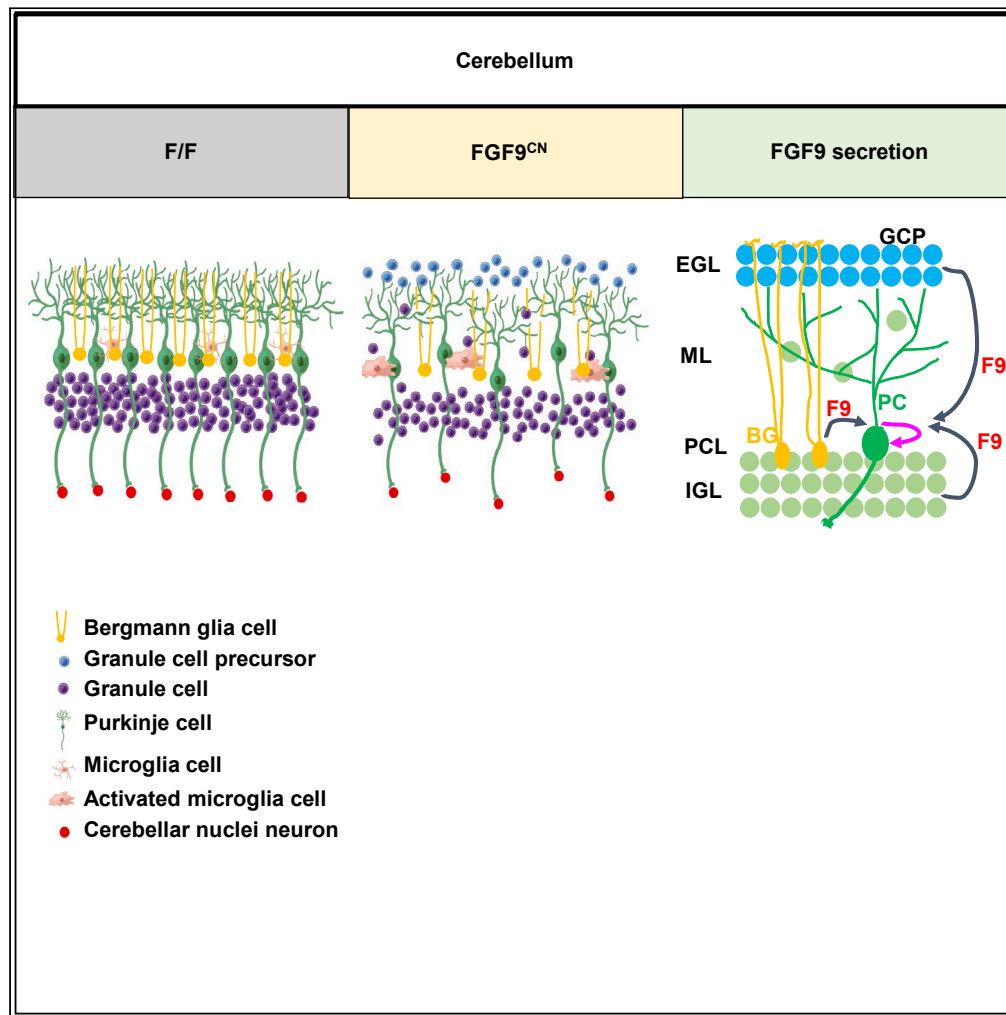 Cerebellum
F/F
FGF9ᶜᴺ
FGF9 secretion
GCP
EGL
ML
F9
PC
F9
BG
F9
PCL
IGL
Bergmann glia cell
Granule cell precursor
Granule cell
Purkinje cell
Microglia cell
Activated microglia cell
Cerebellar nuclei neuron